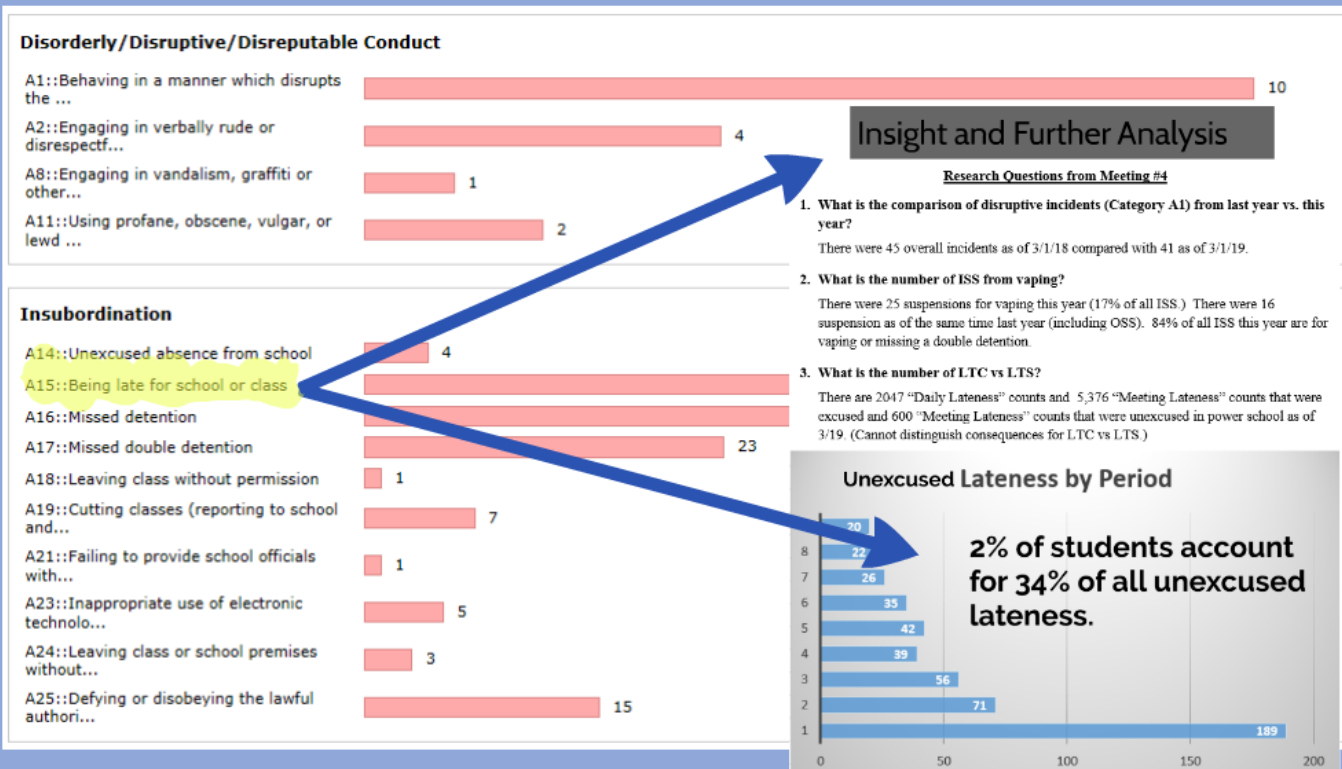 Disorderly/Disruptive/Disreputable Conduct
A1::Behaving in a manner which disrupts
the ...
10
A2::Engaging in verbally rude or
disrespectf...
4
A8::Engaging in vandalism, graffiti or
other...
1
A11::Using profane, obscene, vulgar, or
lewd ...
2
Insubordination
A14::Unexcused absence from school
4
A15::Being late for school or class
A16::Missed detention
A17::Missed double detention
23
A18::Leaving class without permission
1
A19::Cutting classes (reporting to school
and...
7
A21::Failing to provide school officials
with...
1
A23::Inappropriate use of electronic
technolo...
5
A24::Leaving class or school premises
without...
3
A25::Defying or disobeying the lawful
authori...
15
Insight and Further Analysis
Research Questions from Meeting #4
1. What is the comparison of disruptive incidents (Category A1) from last year vs. this
year?
There were 45 overall incidents as of 3/1/18 compared with 41 as of 3/1/19.
2. What is the number of ISS from vaping?
There were 25 suspensions for vaping this year (17% of all ISS.) There were 16
suspension as of the same time last year (including OSS). 84% of all ISS this year are for
vaping or missing a double detention.
3. What is the number of LTC vs LTS?
There are 2047 “Daily Lateness” counts and 5,376 “Meeting Lateness” counts that were
excused and 600 “Meeting Lateness” counts that were unexcused in power school as of
3/19. (Cannot distinguish consequences for LTC vs LTS.)
Unexcused Lateness by Period
20
8 22
7 26
6 35
5 42
4 39
3 56
2 71
1 189
0 50 100 150 200
2% of students account
for 34% of all unexcused
lateness.